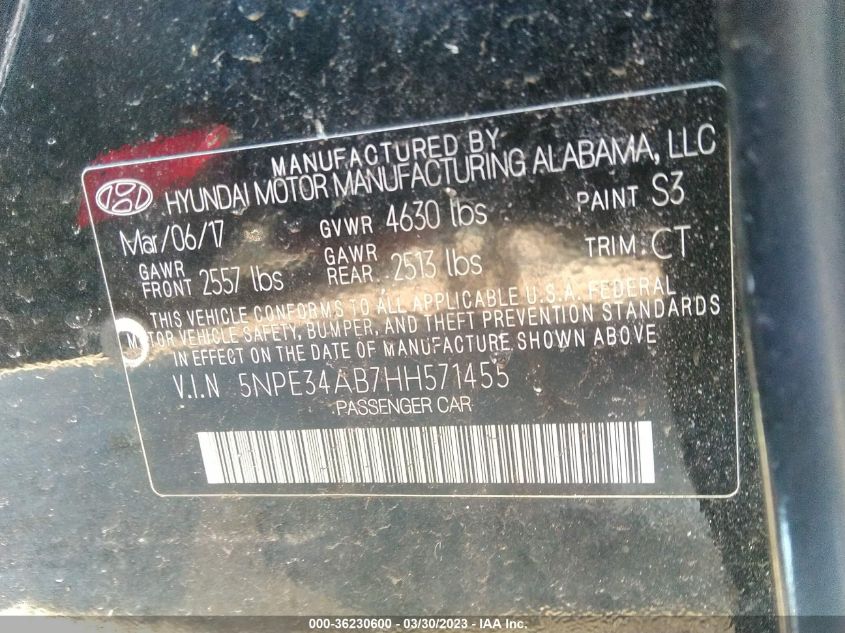 MANUFACTURED BY
HYUNDAI MOTOR MANUFACTURING ALABAMA, LLC
Mar/06/17 GVWR 4630 lbs PAINT S3
GAWR FRONT 2557 lbs GAWR REAR 2513 lbs TRIM CT
THIS VEHICLE CONFORMS TO ALL APPLICABLE U.S.A. FEDERAL
MOTOR VEHICLE SAFETY, BUMPER, AND THEFT PREVENTION STANDARDS
IN EFFECT ON THE DATE OF MANUFACTURE SHOWN ABOVE
V.I.N 5NPE34AB7HH571455
PASSENGER CAR
000-36230600 - 03/30/2023 - IAA Inc.